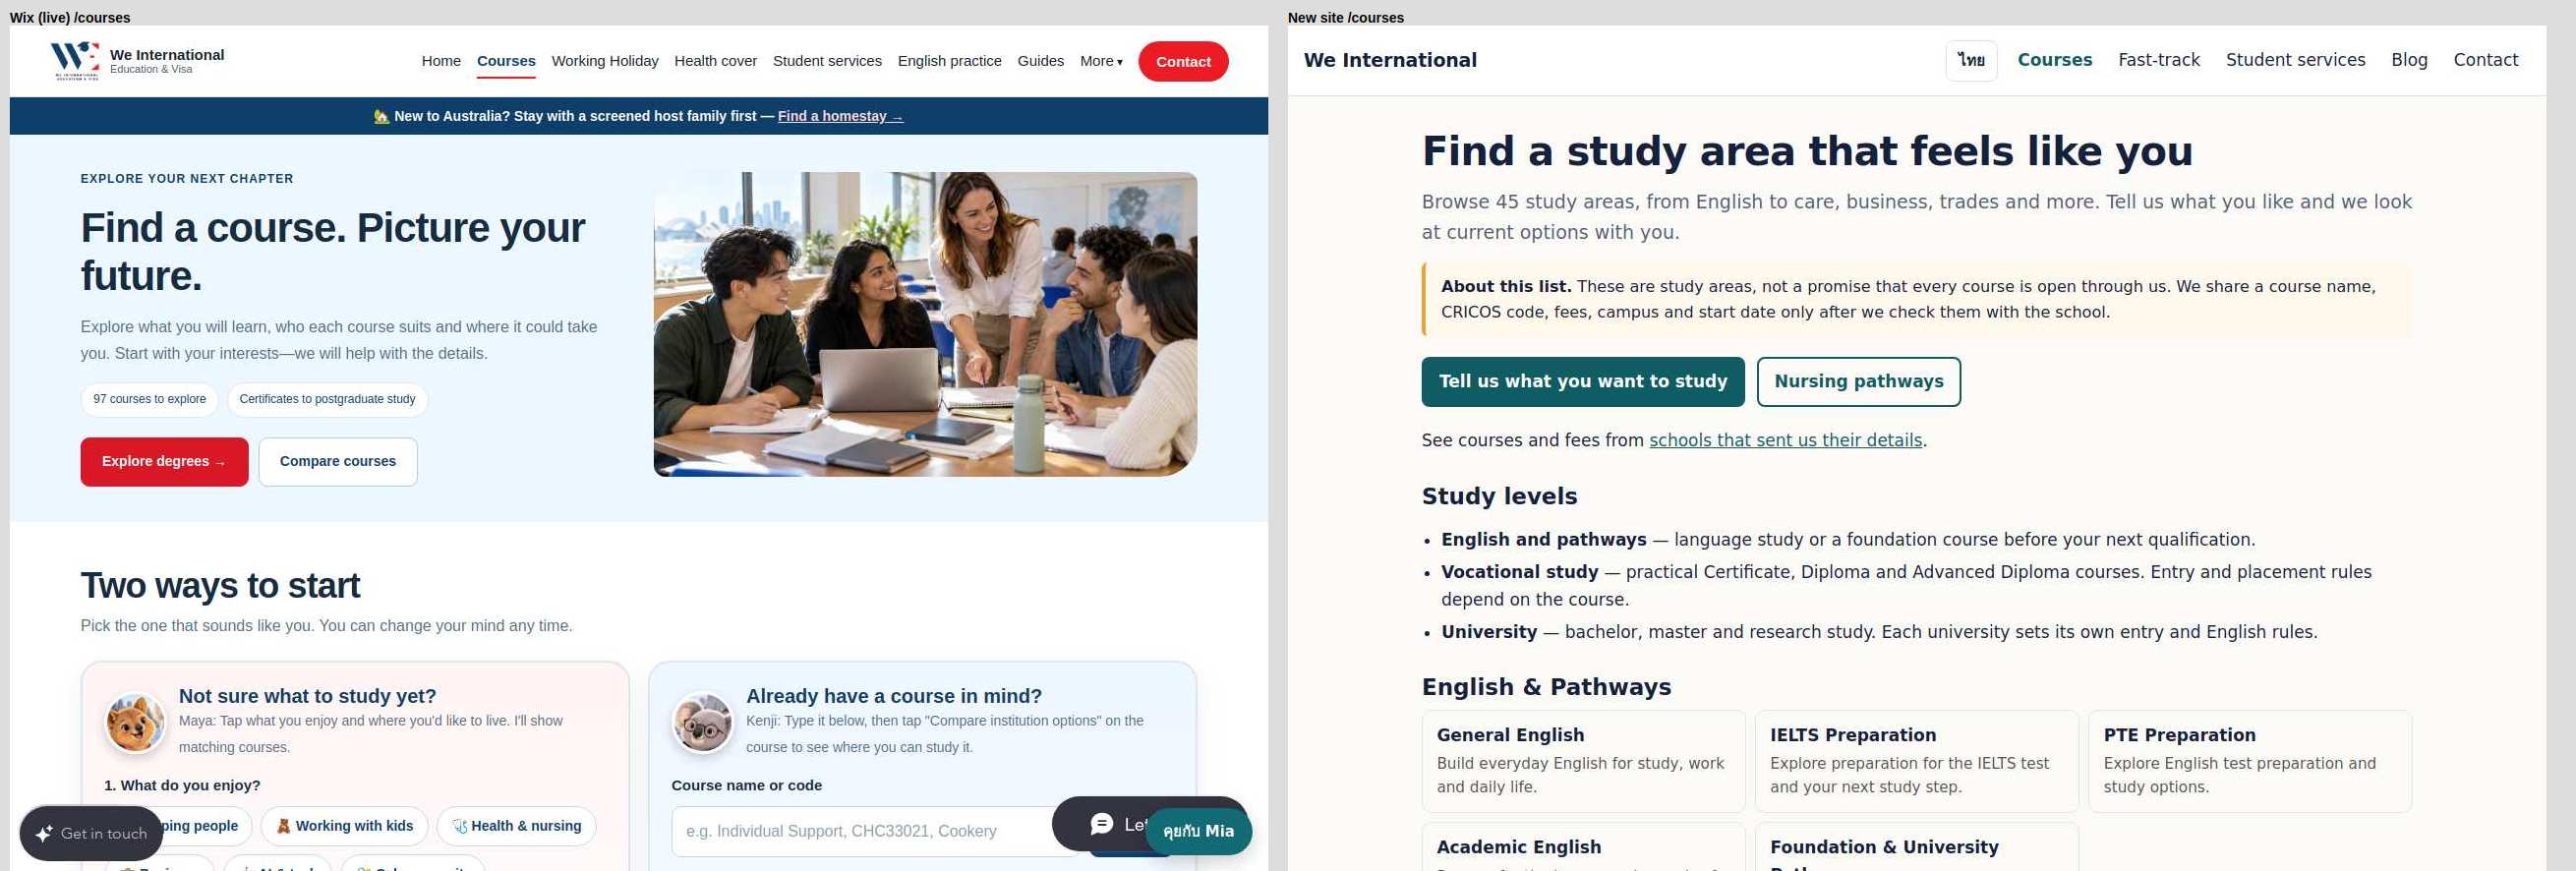 Wix (live) /courses
We International
Education & Visa
Home Courses Working Holiday Health cover Student services English practice Guides More ▾ Contact
🏡 New to Australia? Stay with a screened host family first — Find a homestay →
EXPLORE YOUR NEXT CHAPTER
Find a course. Picture your
future.
Explore what you will learn, who each course suits and where it could take
you. Start with your interests—we will help with the details.
97 courses to explore Certificates to postgraduate study
Explore degrees → Compare courses
Two ways to start
Pick the one that sounds like you. You can change your mind any time.
Not sure what to study yet?
Maya: Tap what you enjoy and where you'd like to live. I'll show
matching courses.
1. What do you enjoy?
Working with kids Health & nursing
people
Get in touch
Already have a course in mind?
Kenji: Type it below, then tap "Compare institution options" on the
course to see where you can study it.
Course name or code
e.g. Individual Support, CHC33021, Cookery
คุยกับ Mia
New site /courses
We International
ไทย Courses Fast-track Student services Blog Contact
Find a study area that feels like you
Browse 45 study areas, from English to care, business, trades and more. Tell us what you like and we look
at current options with you.
About this list. These are study areas, not a promise that every course is open through us. We share a course name,
CRICOS code, fees, campus and start date only after we check them with the school.
Tell us what you want to study Nursing pathways
See courses and fees from schools that sent us their details.
Study levels
• English and pathways — language study or a foundation course before your next qualification.
• Vocational study — practical Certificate, Diploma and Advanced Diploma courses. Entry and placement rules
depend on the course.
• University — bachelor, master and research study. Each university sets its own entry and English rules.
English & Pathways
General English
Build everyday English for study, work
and daily life.
IELTS Preparation
Explore preparation for the IELTS test
and your next study step.
PTE Preparation
Explore English test preparation and
study options.
Academic English
Foundation & University